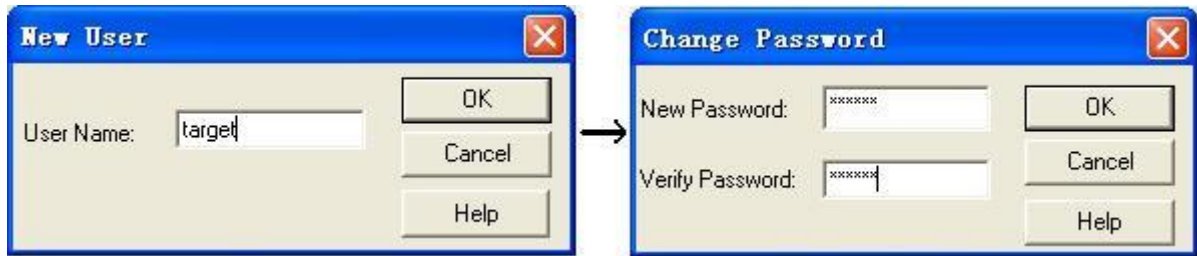 New User
User Name: target
OK
Cancel
Help
Change Password
New Password: ******
Verify Password: ******
OK
Cancel
Help